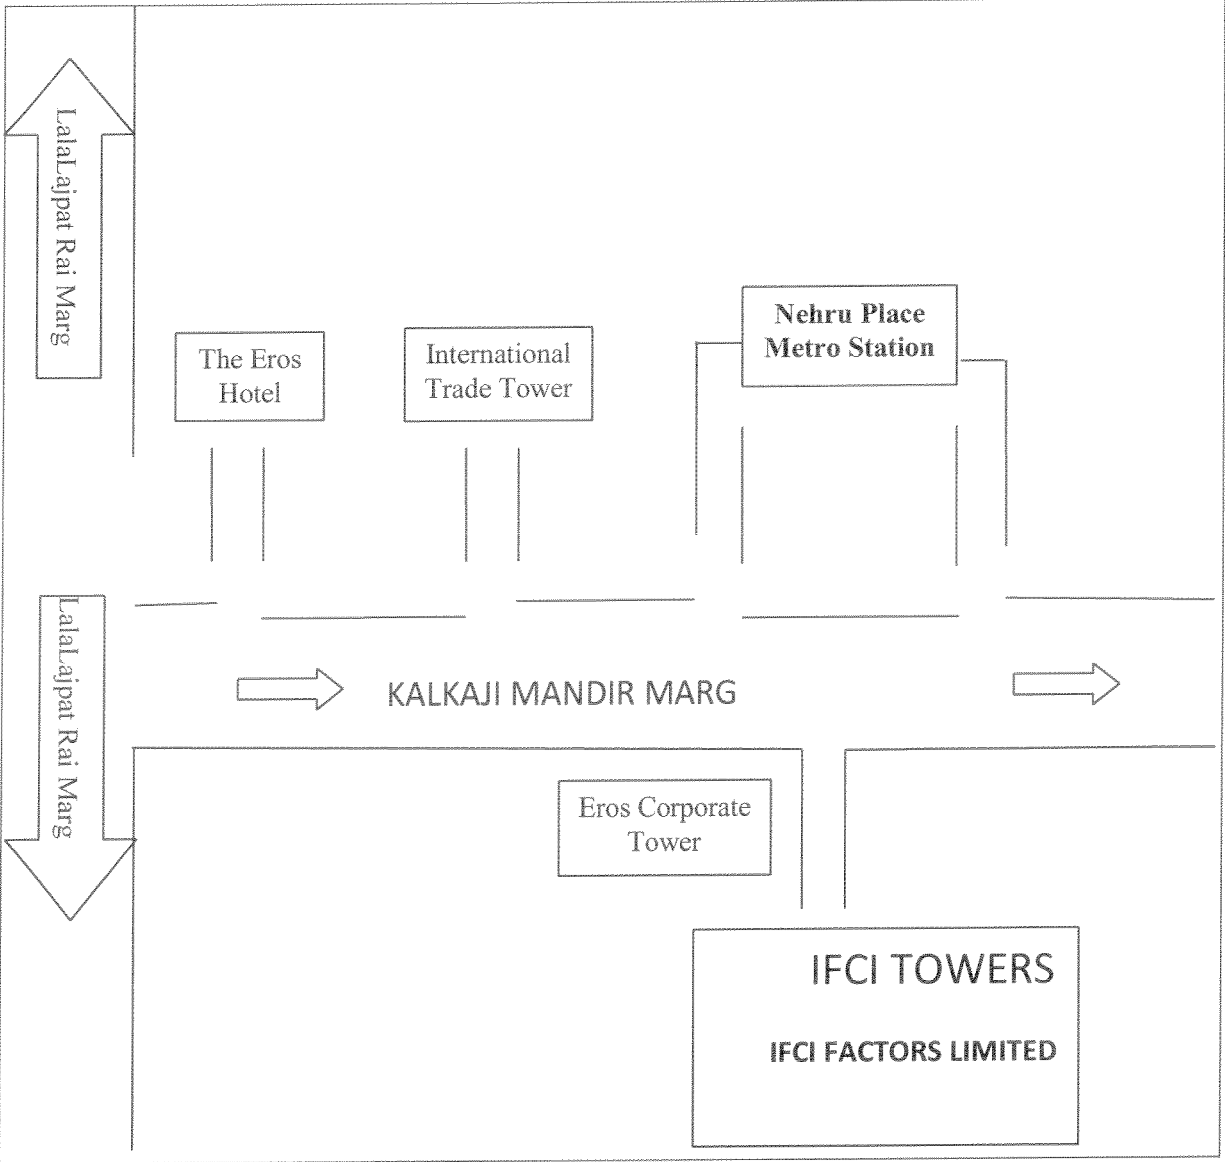 LalaLajpat Rai Marg
The Eros
Hotel
International
Trade Tower
Nehru Place
Metro Station
LalaLajpat Rai Marg
KALKAJI MANDIR MARG
Eros Corporate
Tower
IFCI TOWERS
IFCI FACTORS LIMITED